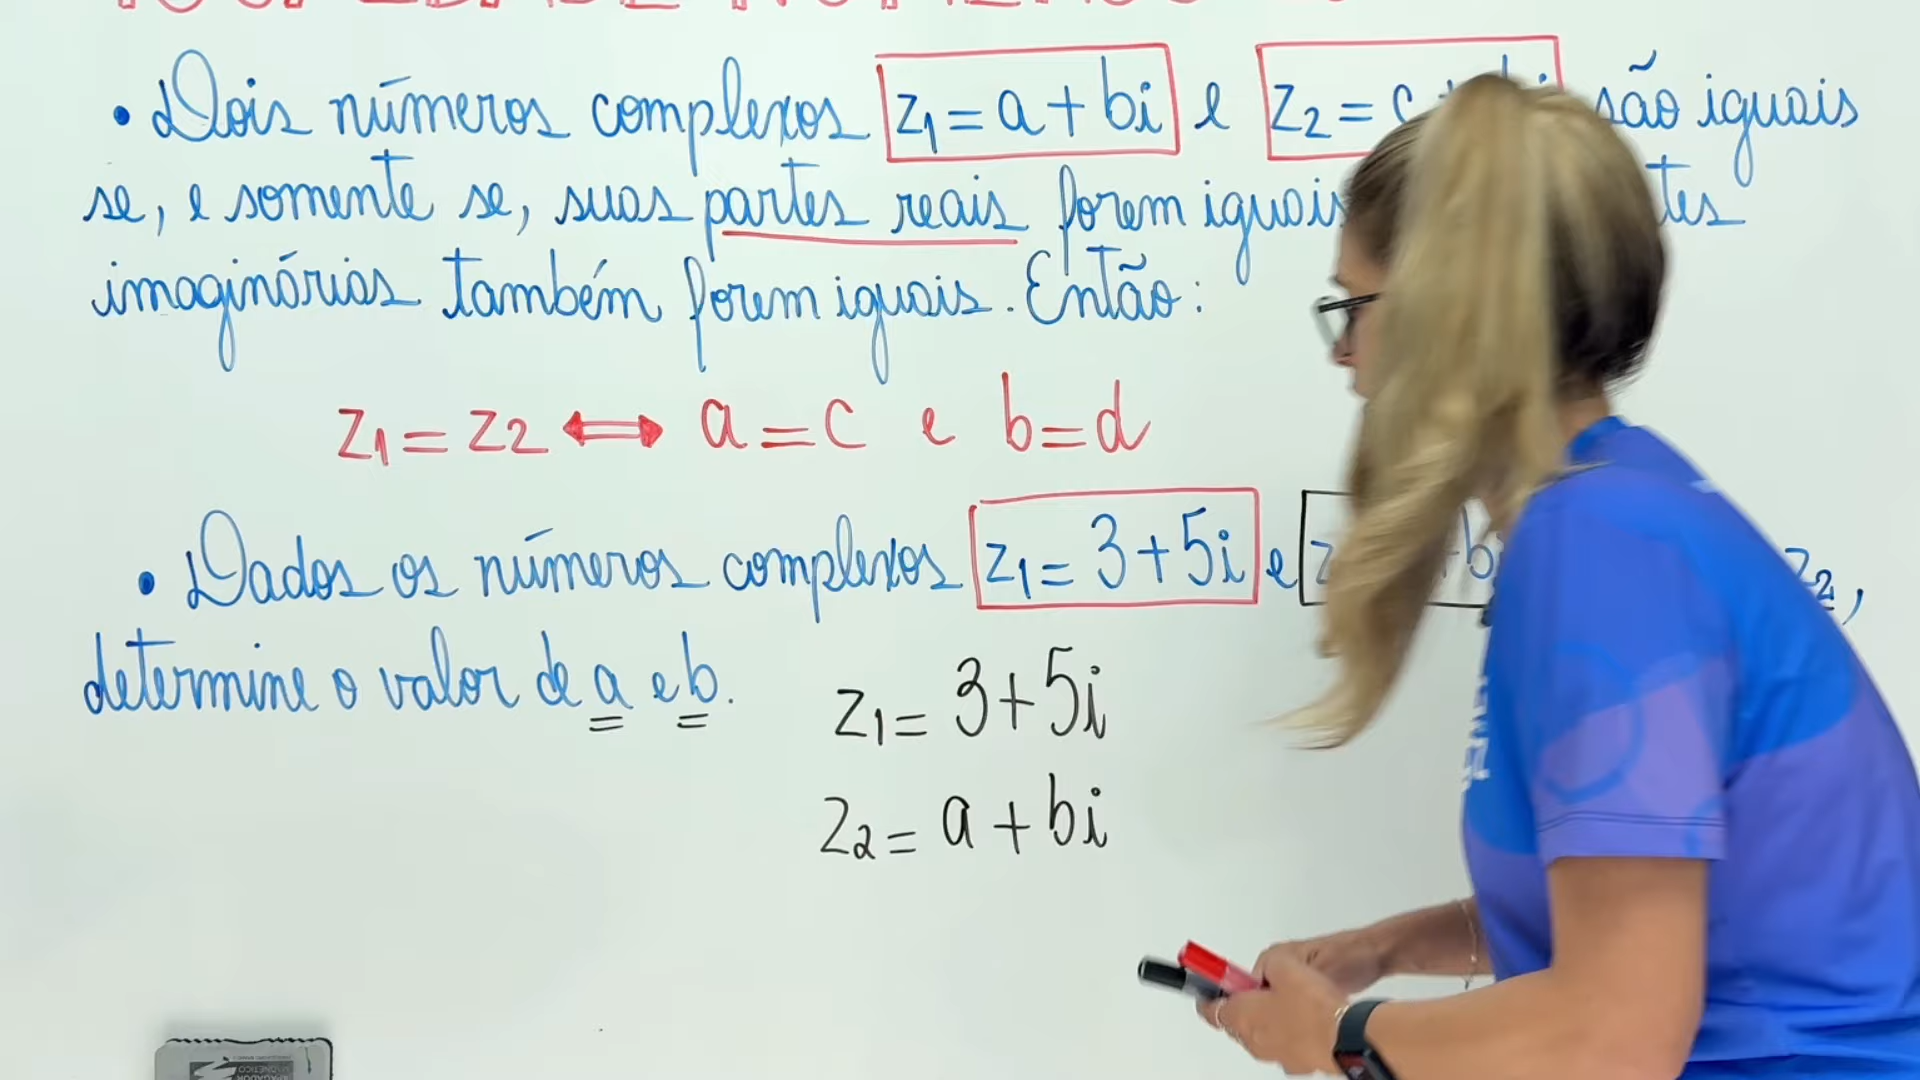 • Dois números complexos z₁ = a + bi e z₂ = c + bi são iguais
se, e somente se, suas partes reais forem iguais
imaginárias também forem iguais. Então:
z₁ = z₂ ⟷ a = c e b = d
• Dados os números complexos z₁ = 3 + 5i e z +b z₂,
determine o valor de a e b.
z₁ = 3 + 5i
z₂ = a + bi